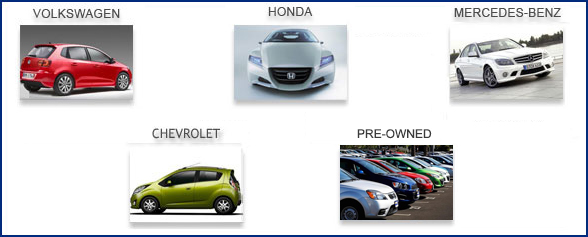 VOLKSWAGEN
HONDA
MERCEDES-BENZ
CHEVROLET
PRE-OWNED